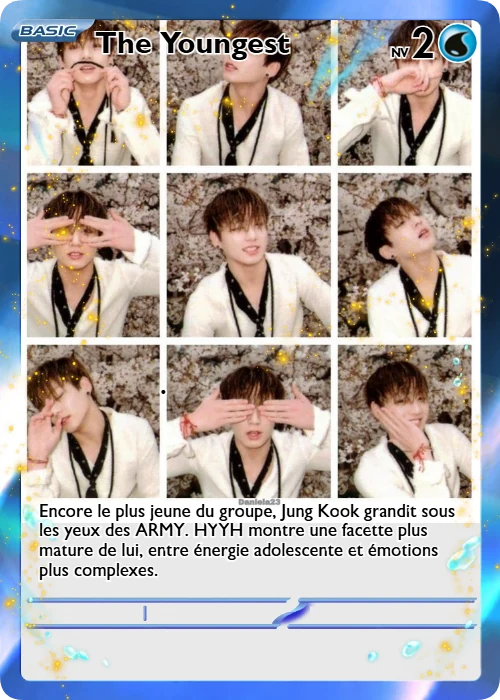 BASIC
The Youngest
NV 2
Daniela23
Encore le plus jeune du groupe, Jung Kook grandit sous
les yeux des ARMY. HYYH montre une facette plus
mature de lui, entre énergie adolescente et émotions
plus complexes.